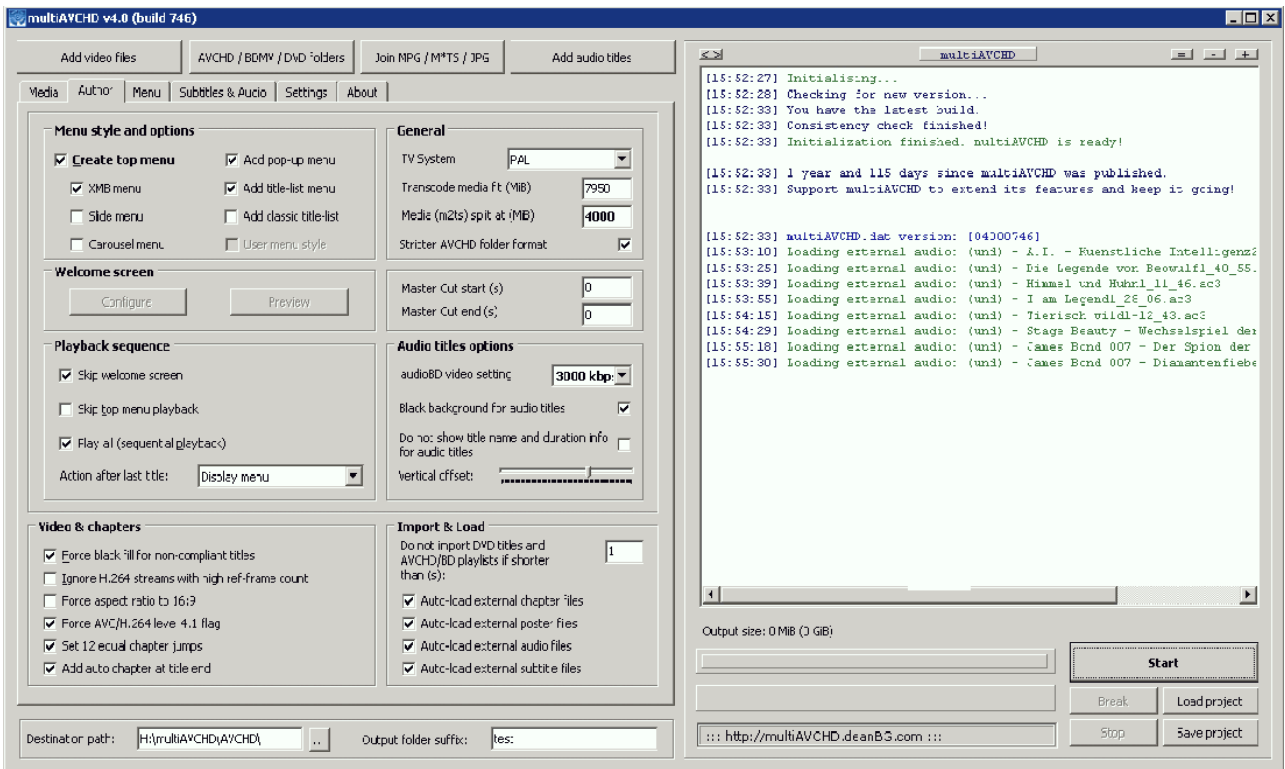 multiAVCHD v4.0 (build 746)
Add video files
AVCHD / BDMV / DVD folders
Join MPG / M*TS / JPG
Add audio titles
Media
Author
Menu
Subtitles & Audio
Settings
About
Menu style and options
Create top menu
Add pop-up menu
XMB menu
Add title-list menu
Slide menu
Add classic title-list
Carousel menu
User menu style
Welcome screen
Configure
Preview
Playback sequence
Skip welcome screen
Skip top menu playback
Play all (sequential playback)
Action after last title:
Display menu
General
TV System
PAL
Transcode media fit (MiB)
7950
Media (m2ts) split at (MiB)
4000
Stricter AVCHD folder format
Master Cut start (s)
0
Master Cut end (s)
0
Audio titles options
audioBD video setting
3000 kbp:
Black background for audio titles
Do not show title name and duration info
for audio titles
Vertical offset:
Video & chapters
Force black fill for non-compliant titles
Ignore H.264 streams with high ref-frame count
Force aspect ratio to 16:9
Force AVC/H.264 level 4.1 flag
Set 12 equal chapter jumps
Add auto chapter at title end
Import & Load
Do not import DVD titles and
AVCHD/BD playlists if shorter
than (s):
1
Auto-load external chapter files
Auto-load external poster files
Auto-load external audio files
Auto-load external subtitle files
Destination path:
H:\multiAVCHD\AVCHD\
..
Output folder suffix:
test
<>
multiAVCHD
=
-
+
[15:52:27] Initialising...
[15:52:28] Checking for new version...
[15:52:33] You have the latest build.
[15:52:33] Consistency check finished!
[15:52:33] Initialization finished. multiAVCHD is ready!
[15:52:33] 1 year and 115 days since multiAVCHD was published.
[15:52:33] Support multiAVCHD to extend its features and keep it going!
[15:52:33] multiAVCHD.dat version: [04000746]
[15:53:10] Loading external audio: (und) - A.I. - Kuenstliche Intelligenz2
[15:53:25] Loading external audio: (und) - Die Legende von Beowulf1_40_55.
[15:53:39] Loading external audio: (und) - Himmel und Huhn1_11_46.ac3
[15:53:55] Loading external audio: (und) - I am Legend1_28_06.ac3
[15:54:15] Loading external audio: (und) - Tierisch wild1-12_43.ac3
[15:54:29] Loading external audio: (und) - Stage Beauty - Wechselspiel der
[15:55:18] Loading external audio: (und) - James Bond 007 - Der Spion der
[15:55:30] Loading external audio: (und) - James Bond 007 - Diamantenfiebe
Output size: 0 MiB (0 GiB)
Start
Break
Load project
::: http://multiAVCHD.deanBG.com :::
Stop
Save project